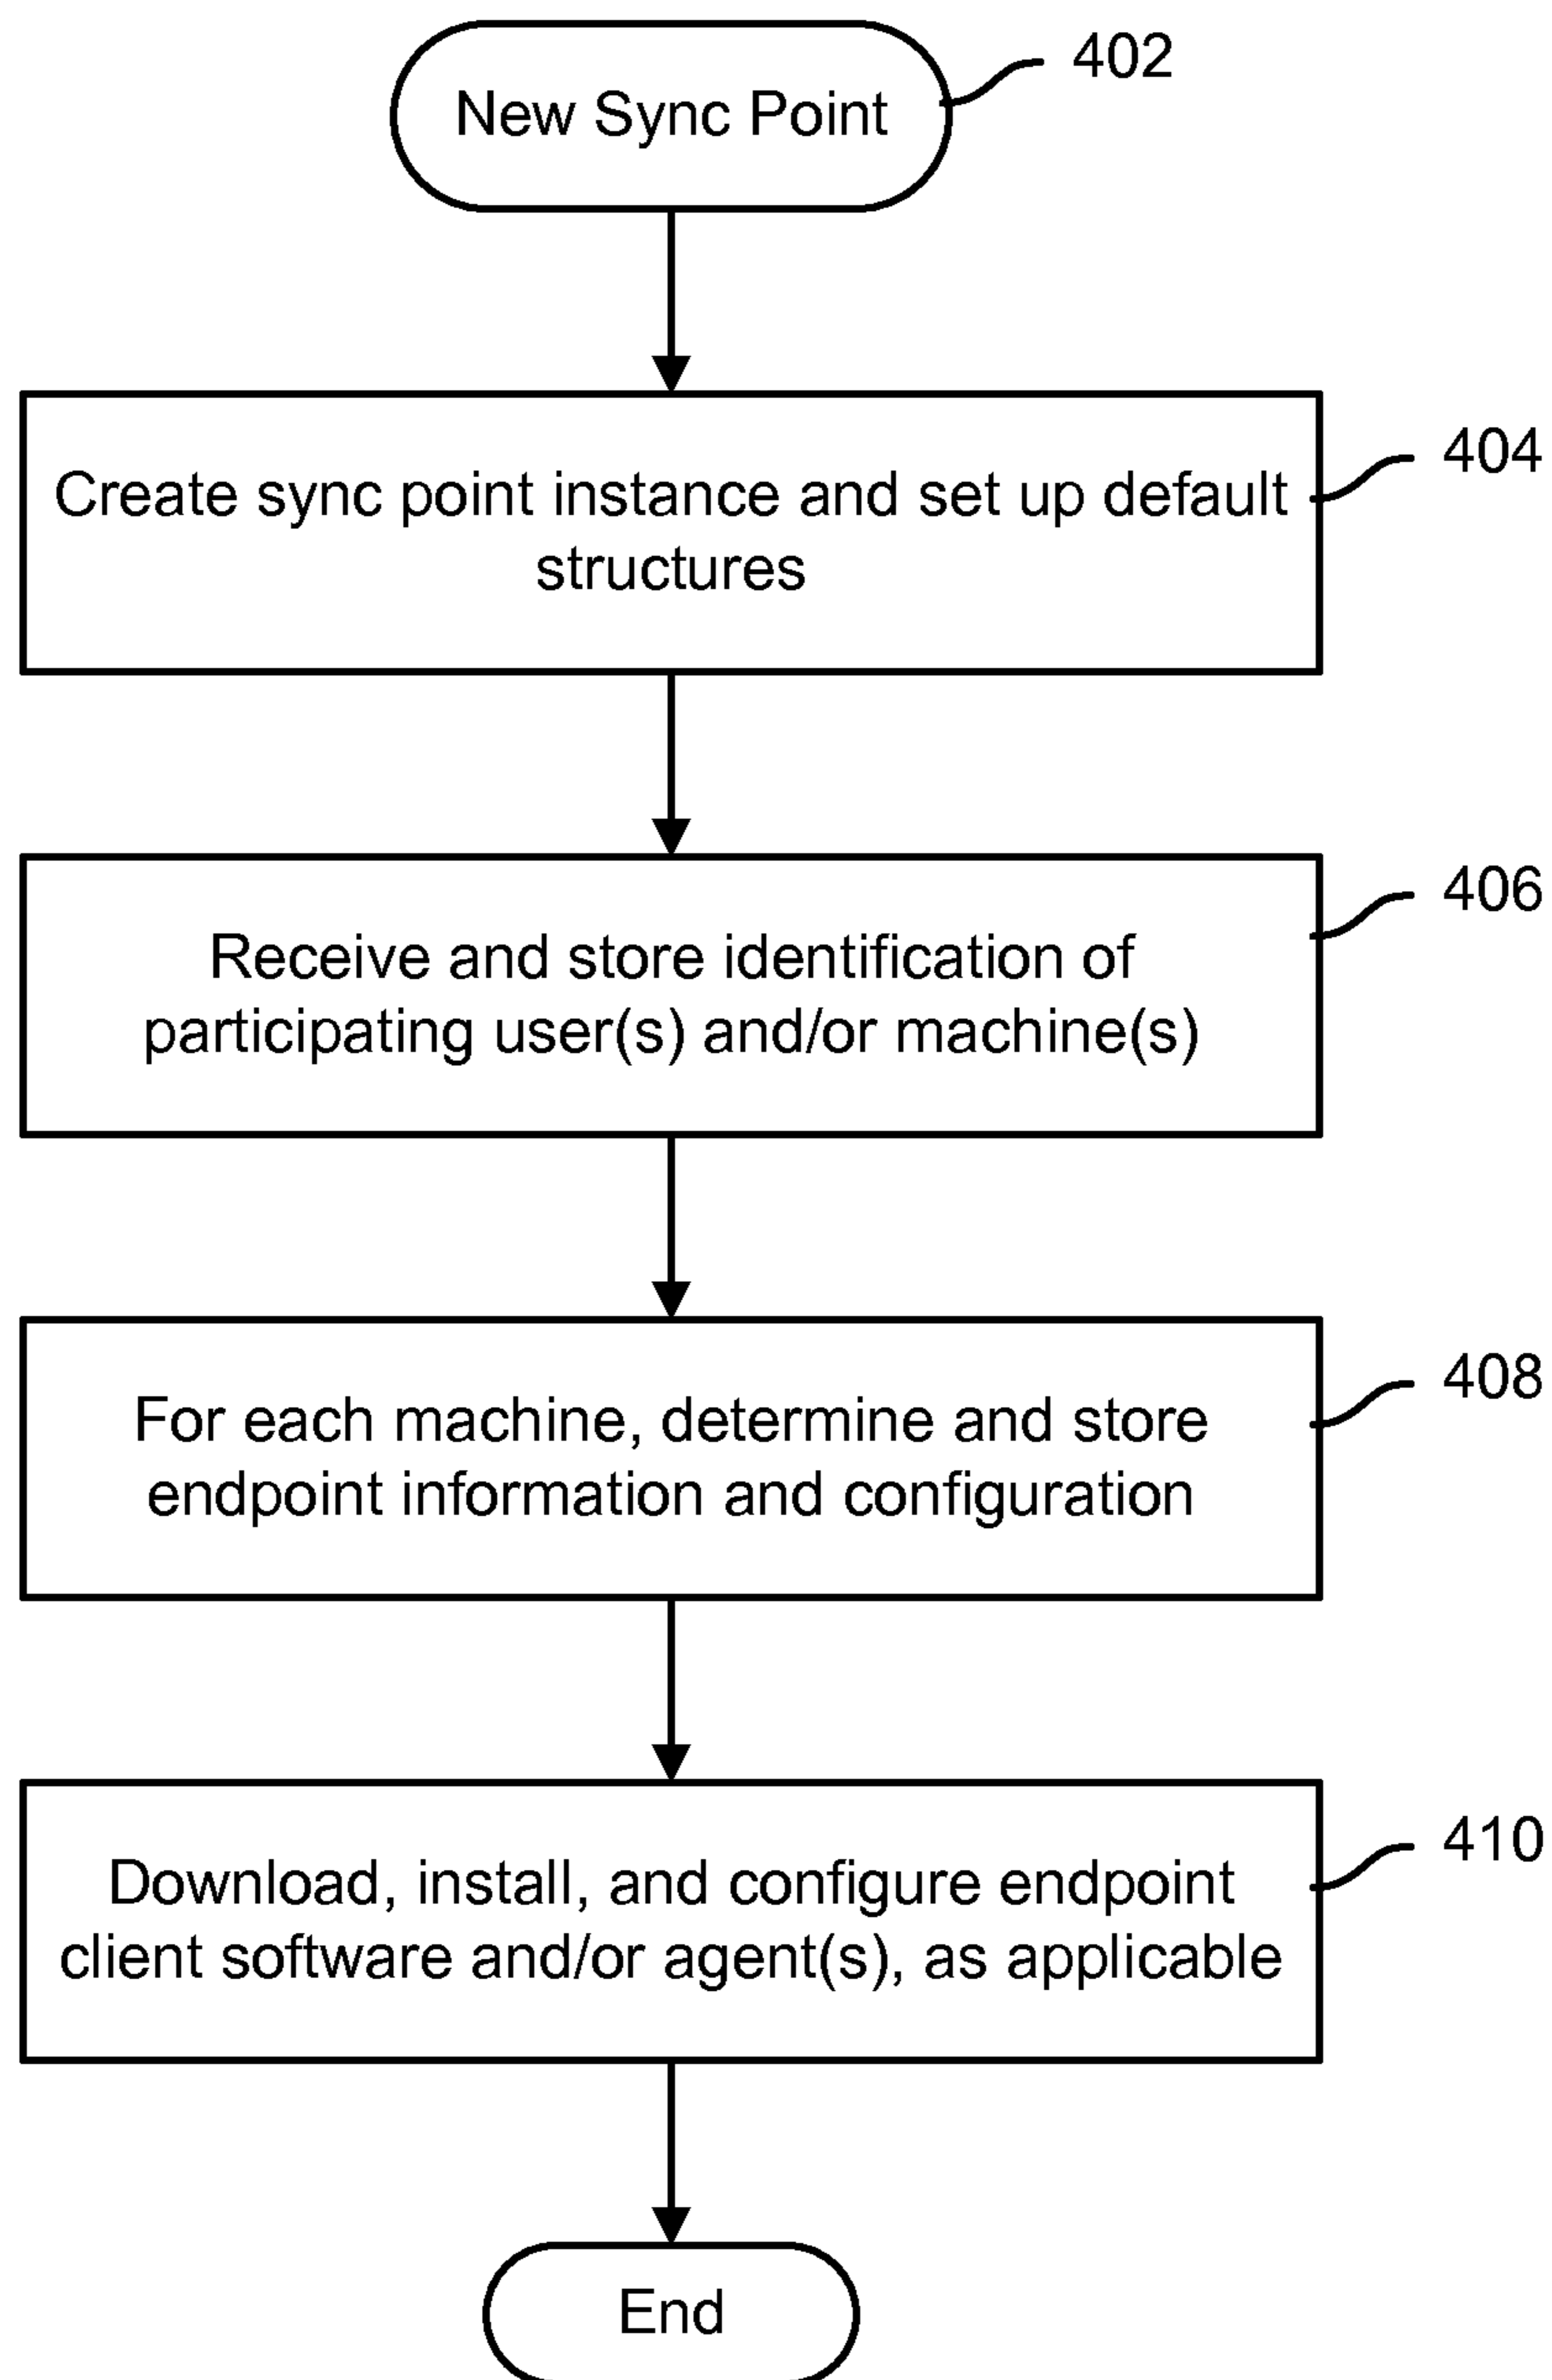 New Sync Point
402
Create sync point instance and set up default
structures
404
Receive and store identification of
participating user(s) and/or machine(s)
406
For each machine, determine and store
endpoint information and configuration
408
Download, install, and configure endpoint
client software and/or agent(s), as applicable
410
End